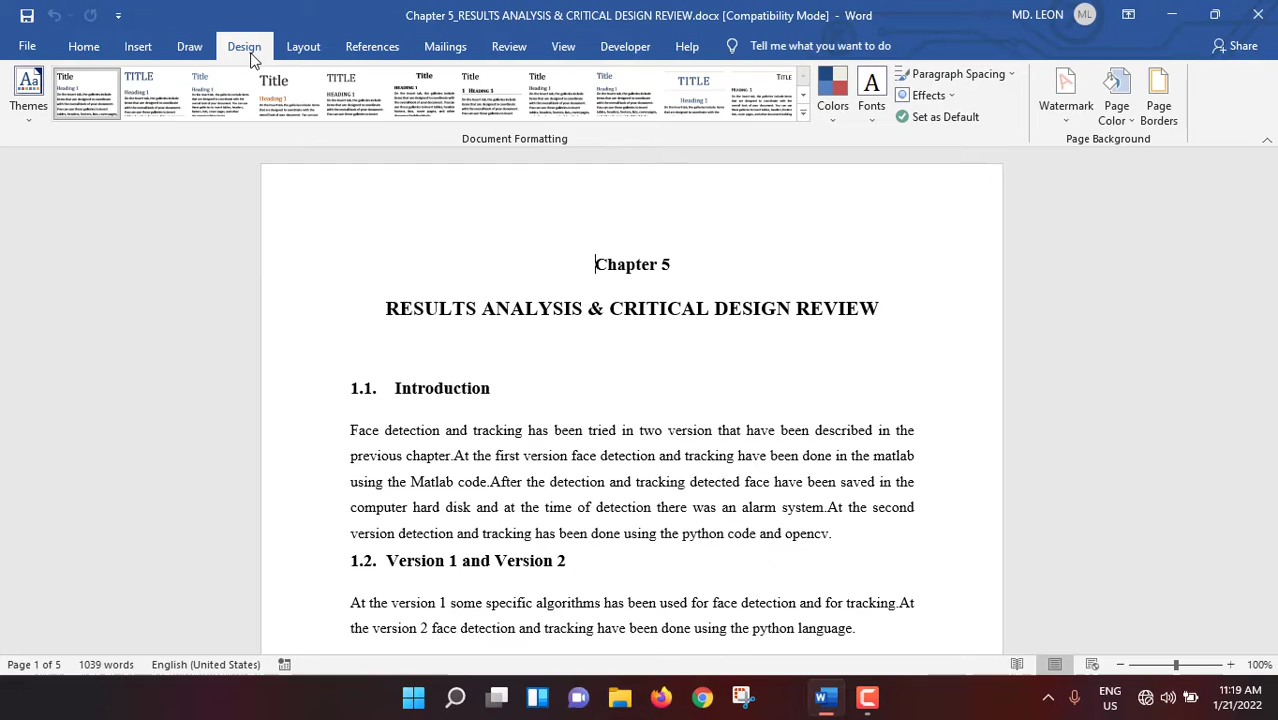 Chapter 5_RESULTS ANALYSIS & CRITICAL DESIGN REVIEW.docx [Compatibility Mode] - Word
MD. LEON
ML
File Home Insert Draw Design Layout References Mailings Review View Developer Help Tell me what you want to do Share
Themes
Colors
Fonts
Paragraph Spacing
Effects
Set as Default
Watermark
Page Color
Page Borders
Document Formatting
Page Background
Chapter 5
RESULTS ANALYSIS & CRITICAL DESIGN REVIEW
1.1. Introduction
Face detection and tracking has been tried in two version that have been described in the
previous chapter.At the first version face detection and tracking have been done in the matlab
using the Matlab code.After the detection and tracking detected face have been saved in the
computer hard disk and at the time of detection there was an alarm system.At the second
version detection and tracking has been done using the python code and opencv.
1.2. Version 1 and Version 2
At the version 1 some specific algorithms has been used for face detection and for tracking.At
the version 2 face detection and tracking have been done using the python language.
Page 1 of 5 1039 words English (United States) 100%
ENG
US
11:19 AM
1/21/2022